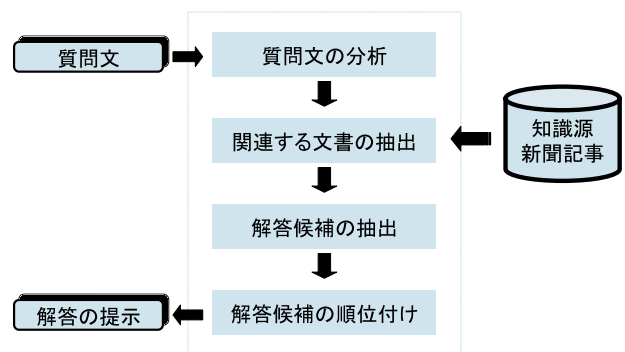 質問文
質問文の分析
関連する文書の抽出
知識源
新聞記事
解答候補の抽出
解答候補の順位付け
解答の提示